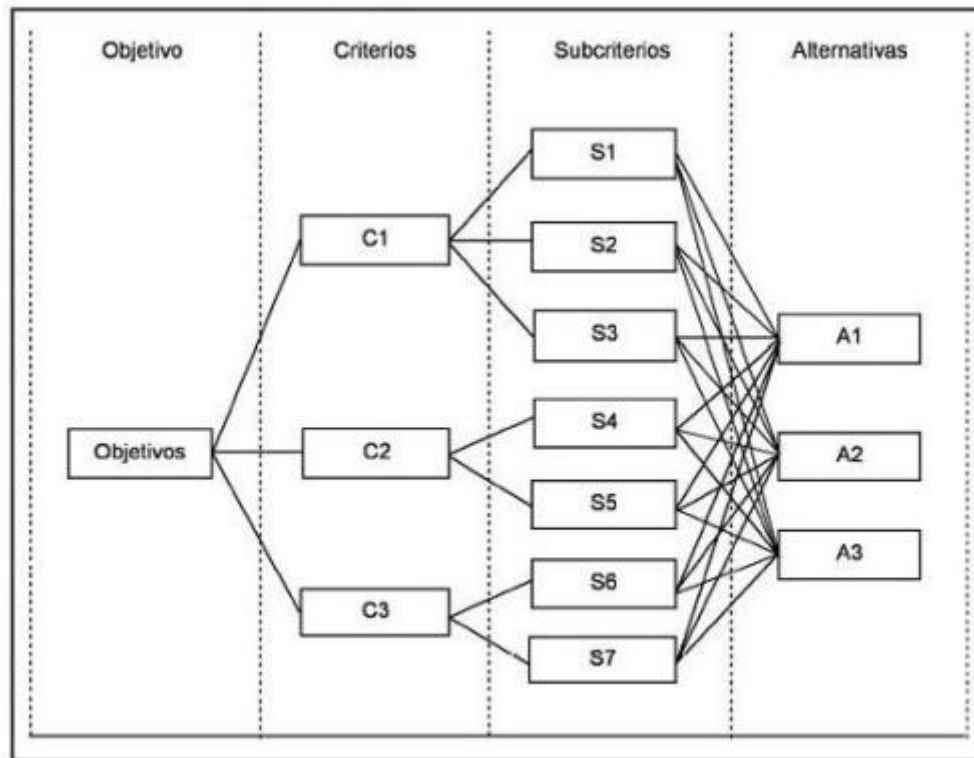 Objetivo Criterios Subcriterios Alternativas
S1
C1
S2
S3
A1
S4
Objetivos
C2
A2
S5
A3
S6
C3
S7